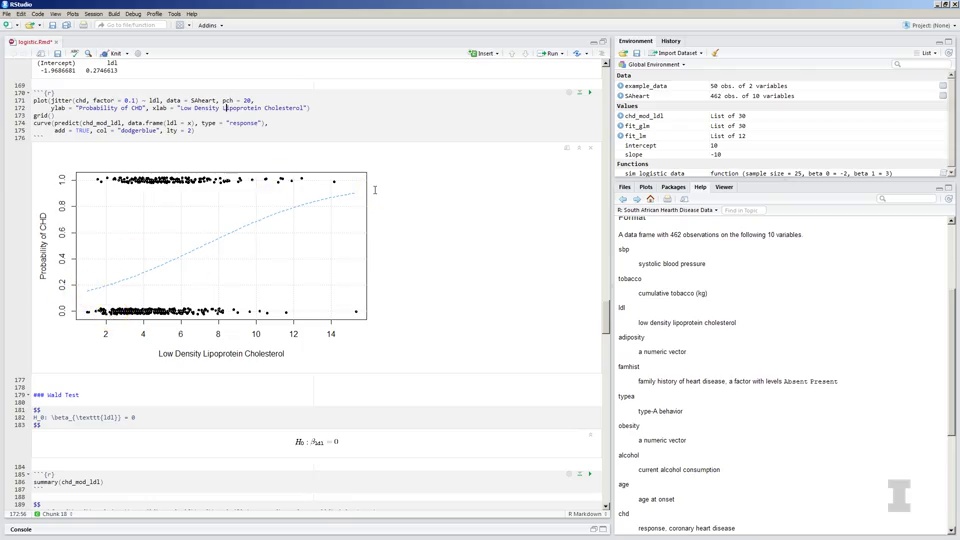 RStudio
File Edit Code View Plots Session Build Debug Profile Tools Help
Go to file/function Addins Project: (None)
logistic.Rmd*
Knit Insert Run
(Intercept) ldl
-1.9686681 0.2746613
169
170 ```{r}
171 plot(jitter(chd, factor = 0.1) ~ ldl, data = SAheart, pch = 20,
172 ylab = "Probability of CHD", xlab = "Low Density Lipoprotein Cholesterol")
173 grid()
174 curve(predict(chd_mod_ldl, data.frame(ldl = x), type = "response"),
175 add = TRUE, col = "dodgerblue", lty = 2)
176 ```
Probability of CHD
1.0
0.8
0.6
0.4
0.2
0.0
2 4 6 8 10 12 14
Low Density Lipoprotein Cholesterol
177
178
179 ### Wald Test
180
181 $$
182 H_0: \beta_{\texttt{ldl}} = 0
183 $$
H0 : βldl = 0
184
185 ```{r}
186 summary(chd_mod_ldl)
187 ```
188
189 $$
172:56 Chunk 18 R Markdown
Console
Environment History
Import Dataset List
Global Environment
Data
example_data 50 obs. of 2 variables
SAheart 462 obs. of 10 variables
Values
chd_mod_ldl List of 30
fit_glm List of 30
fit_lm List of 12
intercept 10
slope -10
Functions
sim_logistic_data function (sample_size = 25, beta_0 = -2, beta_1 = 3)
Files Plots Packages Help Viewer
R: South African Hearth Disease Data Find in Topic
Format
A data frame with 462 observations on the following 10 variables.
sbp
systolic blood pressure
tobacco
cumulative tobacco (kg)
ldl
low density lipoprotein cholesterol
adiposity
a numeric vector
famhist
family history of heart disease, a factor with levels Absent Present
typea
type-A behavior
obesity
a numeric vector
alcohol
current alcohol consumption
age
age at onset
chd
response, coronary heart disease